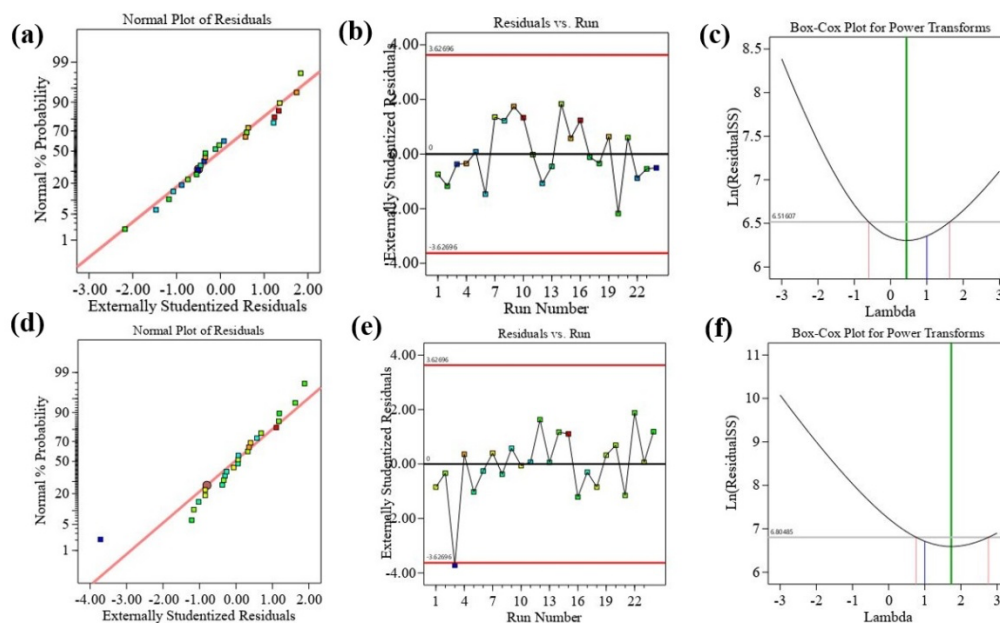 (a)
Normal Plot of Residuals
Normal % Probability
99
90
70
50
20
5
1
-3.00 -2.00 -1.00 0.00 1.00 2.00
Externally Studentized Residuals
(b)
Residuals vs. Run
Externally Studentized Residuals
4.00
3.62696
2.00
0
0.00
-2.00
-3.62696
-4.00
1 4 7 10 13 16 19 22
Run Number
(c)
Box-Cox Plot for Power Transforms
Ln(ResidualSS)
8.5
8
7.5
7
6.5
6.51607
6
-3 -2 -1 0 1 2 3
Lambda
(d)
Normal Plot of Residuals
Normal % Probability
99
90
70
50
20
5
1
-4.00 -2.00 0.00 2.00
Externally Studentized Residuals
(e)
Residuals vs. Run
Externally Studentized Residuals
4.00
3.62696
2.00
0
0.00
-2.00
-3.62696
-4.00
1 4 7 10 13 16 19 22
Run Number
(f)
Box-Cox Plot for Power Transforms
Ln(ResidualSS)
11
10
9
8
7
6.80485
6
-3 -2 -1 0 1 2 3
Lambda